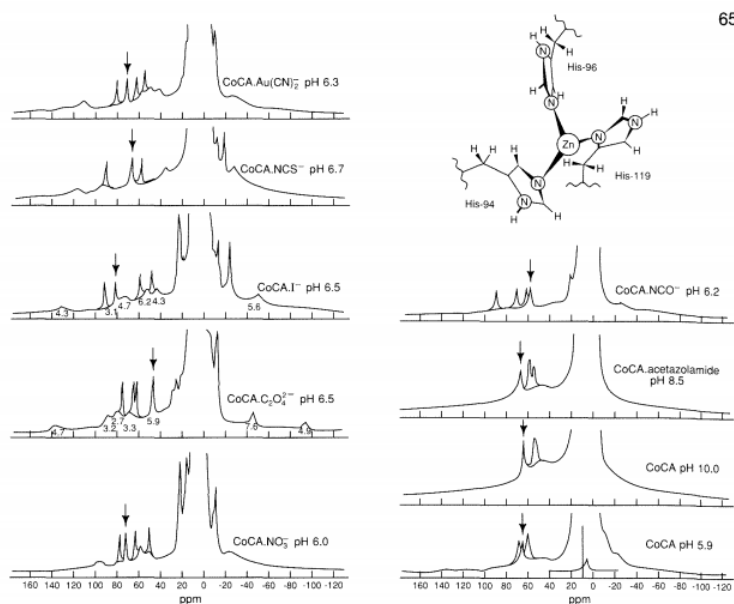 65
CoCA.Au(CN)₂⁻ pH 6.3
CoCA.NCS⁻ pH 6.7
CoCA.I⁻ pH 6.5
4.3 3.1 4.7 6.2 4.3 5.6
CoCA.C₂O₄²⁻ pH 6.5
4.7 3.2 2.7 3.3 5.9 7.6 4.9
CoCA.NO₃⁻ pH 6.0
160 140 120 100 80 60 40 20 0 -20 -40 -60 -80 -100 -120
ppm
H H
N
His-96
H H
N
Zn
N
N
H
H
H
H
His-119
H
H
N
N
H
H
His-94
CoCA.NCO⁻ pH 6.2
CoCA.acetazolamide
pH 8.5
CoCA pH 10.0
CoCA pH 5.9
160 140 120 100 80 60 40 20 0 -20 -40 -60 -80 -100 -120
ppm